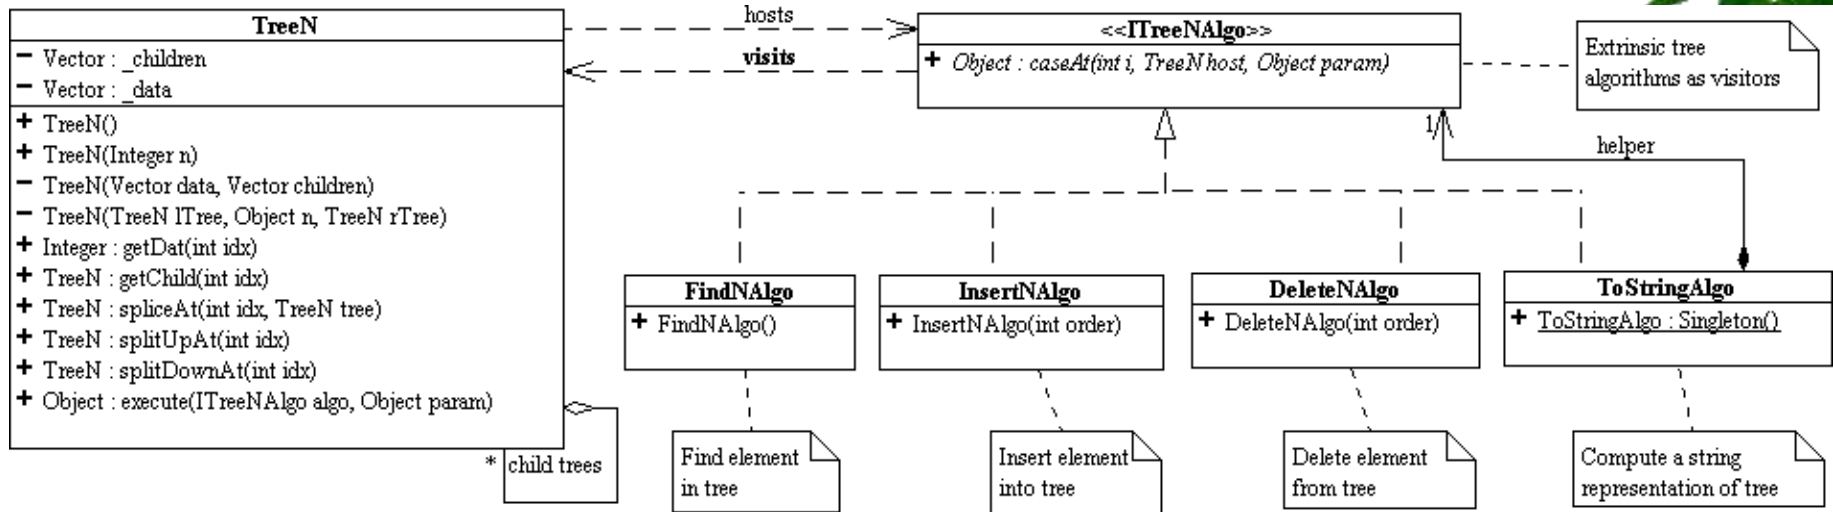 TreeN
− Vector : _children
− Vector : _data
+ TreeN()
+ TreeN(Integer n)
− TreeN(Vector data, Vector children)
− TreeN(TreeN lTree, Object n, TreeN rTree)
+ Integer : getDat(int idx)
+ TreeN : getChild(int idx)
+ TreeN : spliceAt(int idx, TreeN tree)
+ TreeN : splitUpAt(int idx)
+ TreeN : splitDownAt(int idx)
+ Object : execute(ITreeNAlgo algo, Object param)
* child trees
hosts
visits
<<ITreeNAlgo>>
+ Object : caseAt(int i, TreeN host, Object param)
Extrinsic tree
algorithms as visitors
1
helper
FindNAlgo
+ FindNAlgo()
InsertNAlgo
+ InsertNAlgo(int order)
DeleteNAlgo
+ DeleteNAlgo(int order)
ToStringAlgo
+ ToStringAlgo : Singleton()
Find element
in tree
Insert element
into tree
Delete element
from tree
Compute a string
representation of tree